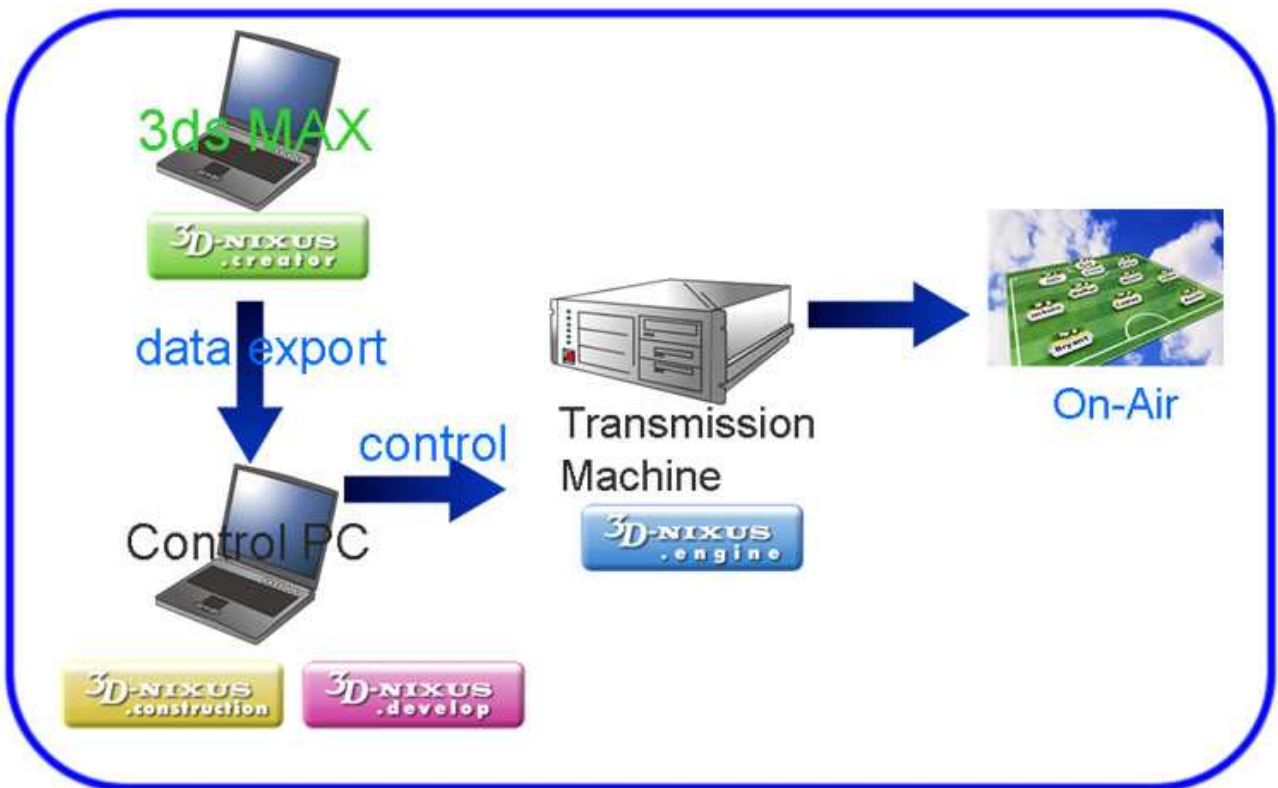 3ds MAX
3D-NIXUS
.creator
data export
control
Control PC
3D-NIXUS
.construction
3D-NIXUS
.develop
Transmission
Machine
3D-NIXUS
.engine
Bryant
On-Air